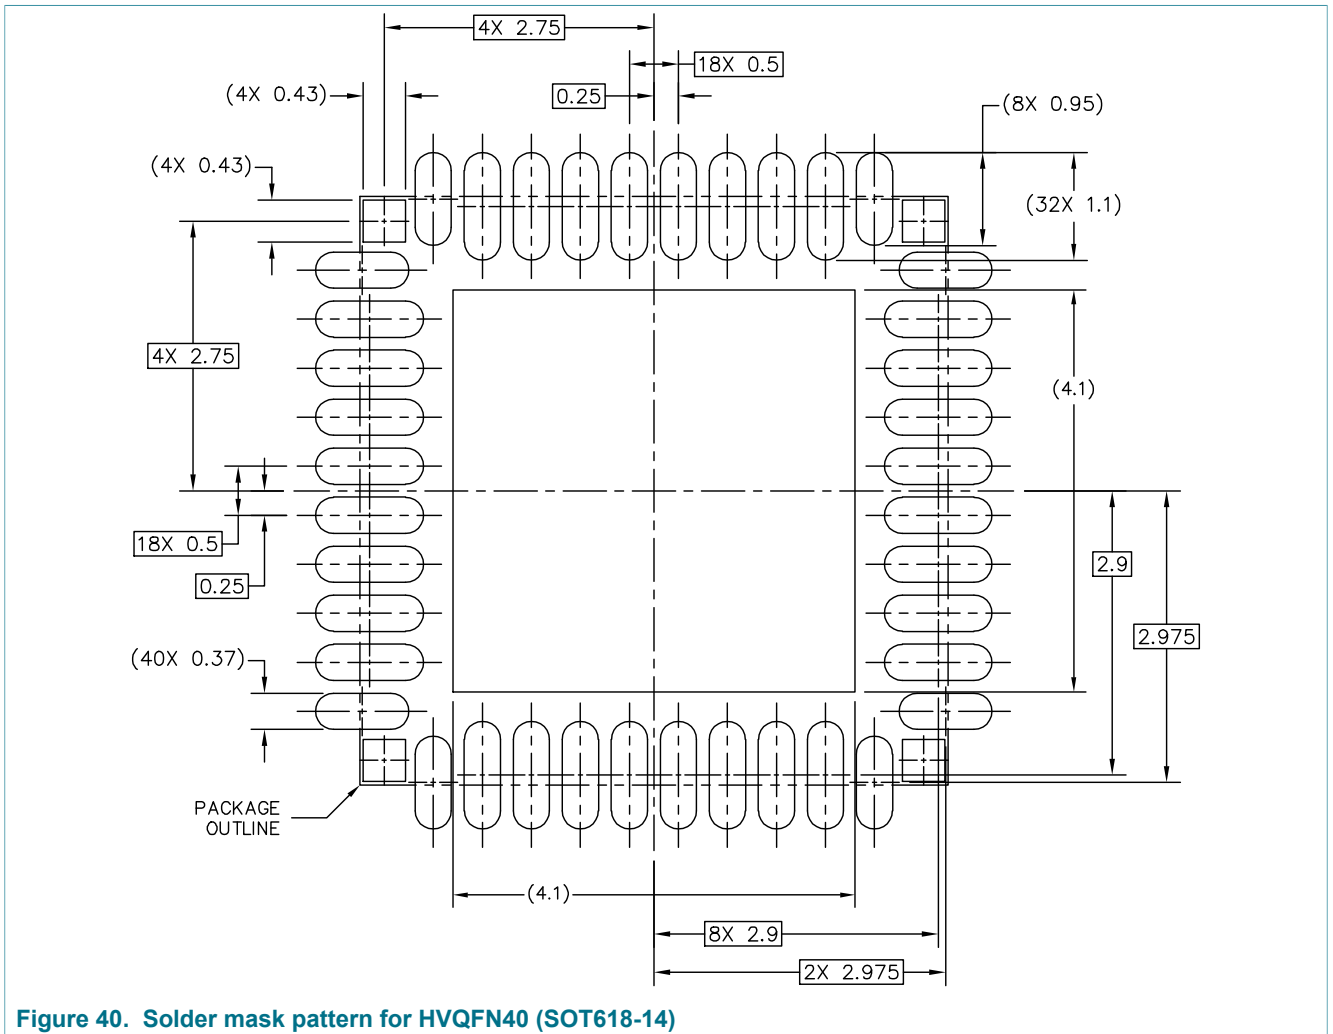 4X 2.75
18X 0.5
(4X 0.43)
0.25
(8X 0.95)
(4X 0.43)
(32X 1.1)
4X 2.75
(4.1)
18X 0.5
2.9
0.25
2.975
(40X 0.37)
PACKAGE
OUTLINE
(4.1)
8X 2.9
2X 2.975
Figure 40. Solder mask pattern for HVQFN40 (SOT618-14)